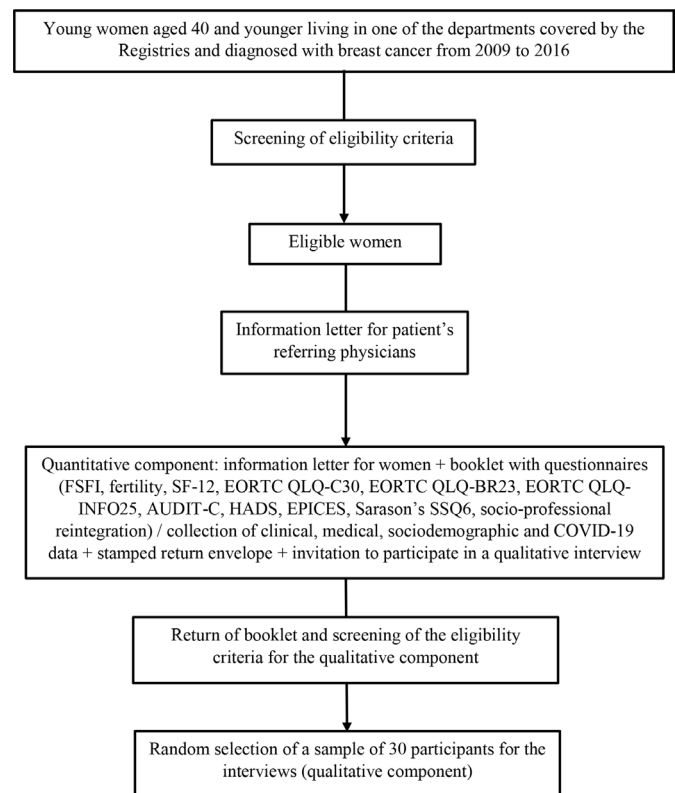 Young women aged 40 and younger living in one of the departments covered by the
Registries and diagnosed with breast cancer from 2009 to 2016
Screening of eligibility criteria
Eligible women
Information letter for patient’s
referring physicians
Quantitative component: information letter for women + booklet with questionnaires
(FSFI, fertility, SF-12, EORTC QLQ-C30, EORTC QLQ-BR23, EORTC QLQ-
INFO25, AUDIT-C, HADS, EPICES, Sarason’s SSQ6, socio-professional
reintegration) / collection of clinical, medical, sociodemographic and COVID-19
data + stamped return envelope + invitation to participate in a qualitative interview
Return of booklet and screening of the eligibility
criteria for the qualitative component
Random selection of a sample of 30 participants for the
interviews (qualitative component)